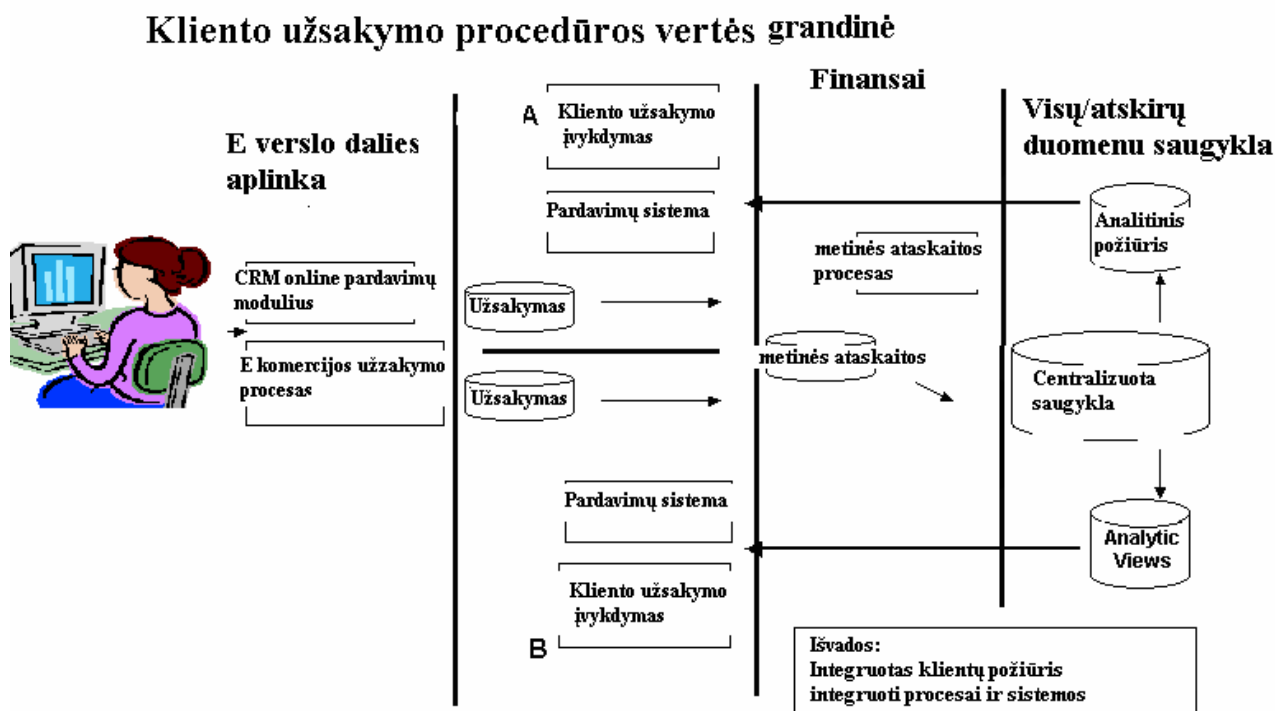 Kliento užsakymo procedūros vertės grandinė
E verslo dalies
aplinka
CRM online pardavimų
modulius
E komercijos užzakymo
procesas
A
Kliento užsakymo
įvykdymas
Pardavimų sistema
Užsakymas
Užsakymas
Pardavimų sistema
Kliento užsakymo
įvykdymas
B
Finansai
metinės ataskaitos
procesas
metinės ataskaitos
Visų/atskirų
duomenu saugykla
Analitinis
požiūris
Centralizuota
saugykla
Analytic
Views
Išvados:
Integruotas klientų požiūris
integruoti procesai ir sistemos